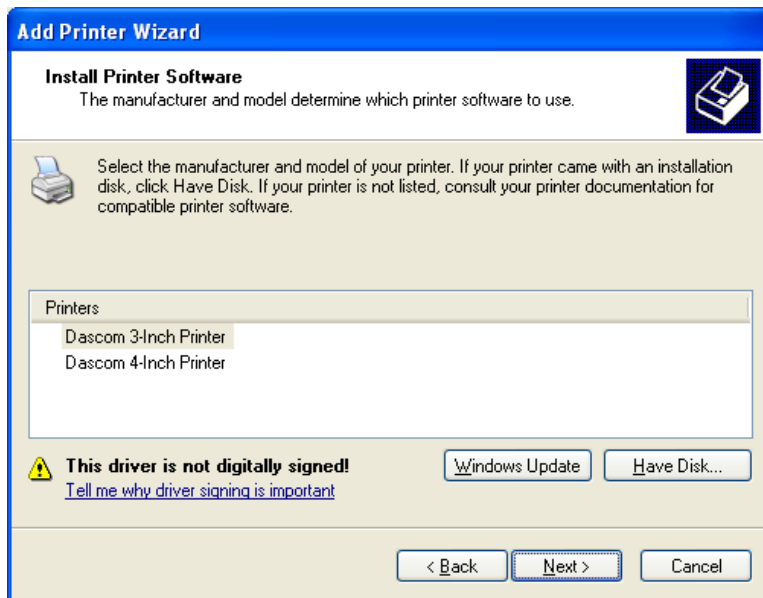 Add Printer Wizard
Install Printer Software
The manufacturer and model determine which printer software to use.
Select the manufacturer and model of your printer. If your printer came with an installation
disk, click Have Disk. If your printer is not listed, consult your printer documentation for
compatible printer software.
Printers
Dascom 3-Inch Printer
Dascom 4-Inch Printer
This driver is not digitally signed!
Tell me why driver signing is important
Windows Update
Have Disk...
< Back
Next >
Cancel